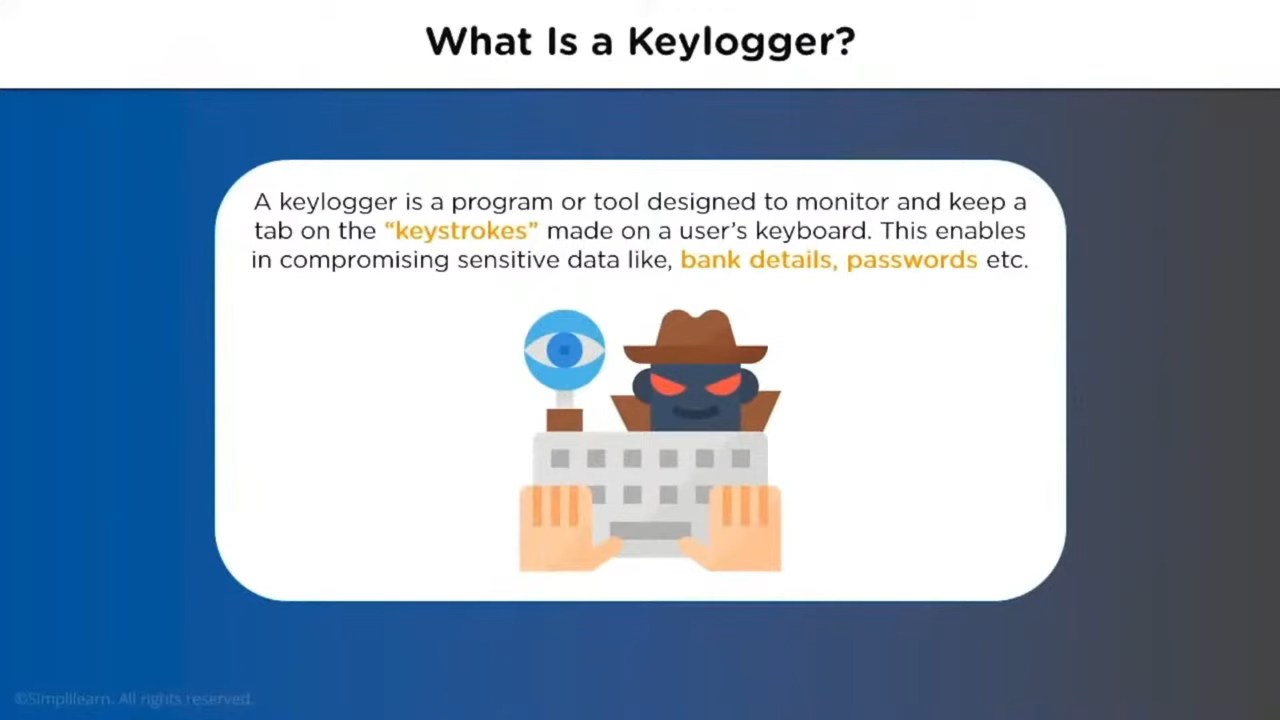 What Is a Keylogger?
A keylogger is a program or tool designed to monitor and keep a
tab on the “keystrokes” made on a user’s keyboard. This enables
in compromising sensitive data like, bank details, passwords etc.
©Simplilearn. All rights reserved.